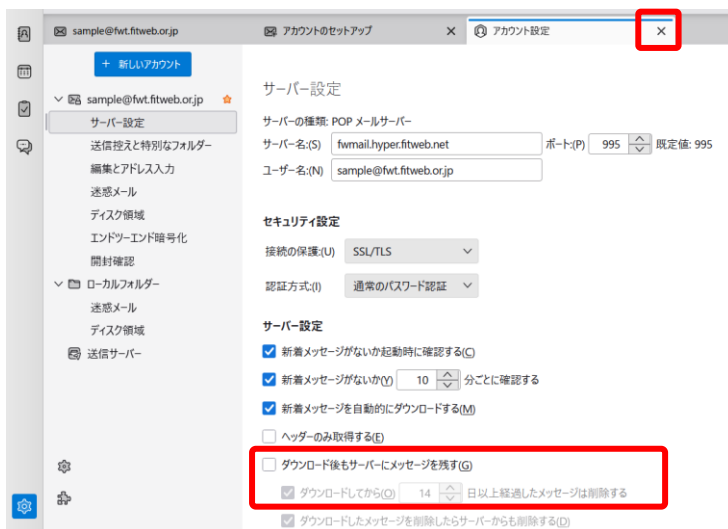 sample@fwt.fitweb.or.jp
アカウントのセットアップ
アカウント設定
+ 新しいアカウント
sample@fwt.fitweb.or.jp
サーバー設定
送信控えと特別なフォルダー
編集とアドレス入力
迷惑メール
ディスク領域
エンドツーエンド暗号化
開封確認
ローカルフォルダー
迷惑メール
ディスク領域
送信サーバー
サーバー設定
サーバーの種類: POP メールサーバー
サーバー名:(S) fwmail.hyper.fitweb.net ポート:(P) 995 既定値: 995
ユーザー名:(N) sample@fwt.fitweb.or.jp
セキュリティ設定
接続の保護:(U) SSL/TLS
認証方式:(I) 通常のパスワード認証
サーバー設定
新着メッセージがないか起動時に確認する(C)
新着メッセージがないか(Y) 10 分ごとに確認する
新着メッセージを自動的にダウンロードする(M)
ヘッダーのみ取得する(E)
ダウンロード後もサーバーにメッセージを残す(G)
ダウンロードしてから(O) 14 日以上経過したメッセージは削除する
ダウンロードしたメッセージを削除したらサーバーからも削除する(D)